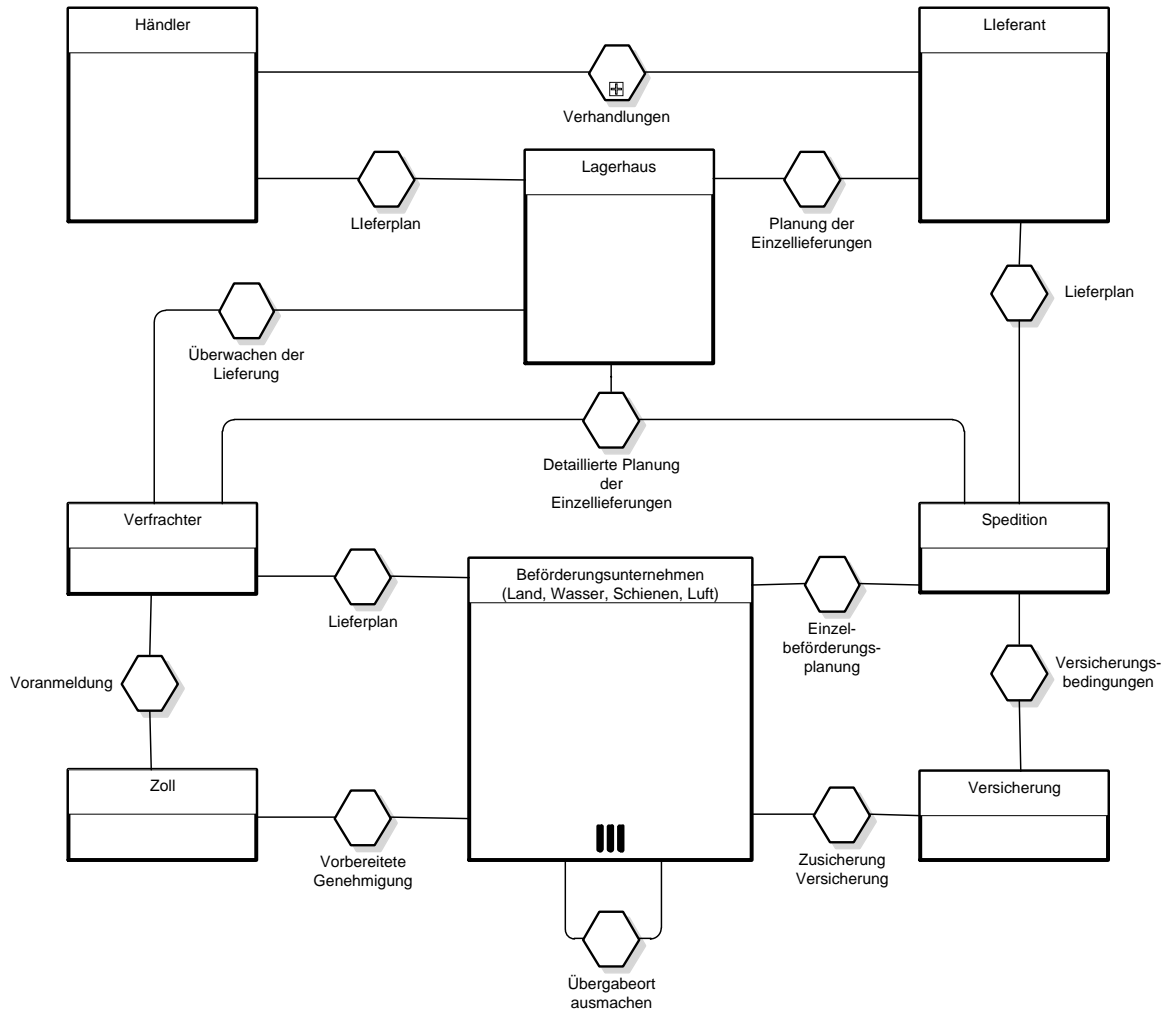 Händler
LIeferant
Verhandlungen
Lagerhaus
LIeferplan
Planung der
Einzellieferungen
Lieferplan
Überwachen der
Lieferung
Detaillierte Planung
der
Einzellieferungen
Verfrachter
Spedition
Beförderungsunternehmen
(Land, Wasser, Schienen, Luft)
Lieferplan
Einzel-
beförderungs-
planung
Voranmeldung
Versicherungs-
bedingungen
Zoll
Versicherung
Vorbereitete
Genehmigung
Zusicherung
Versicherung
Übergabeort
ausmachen